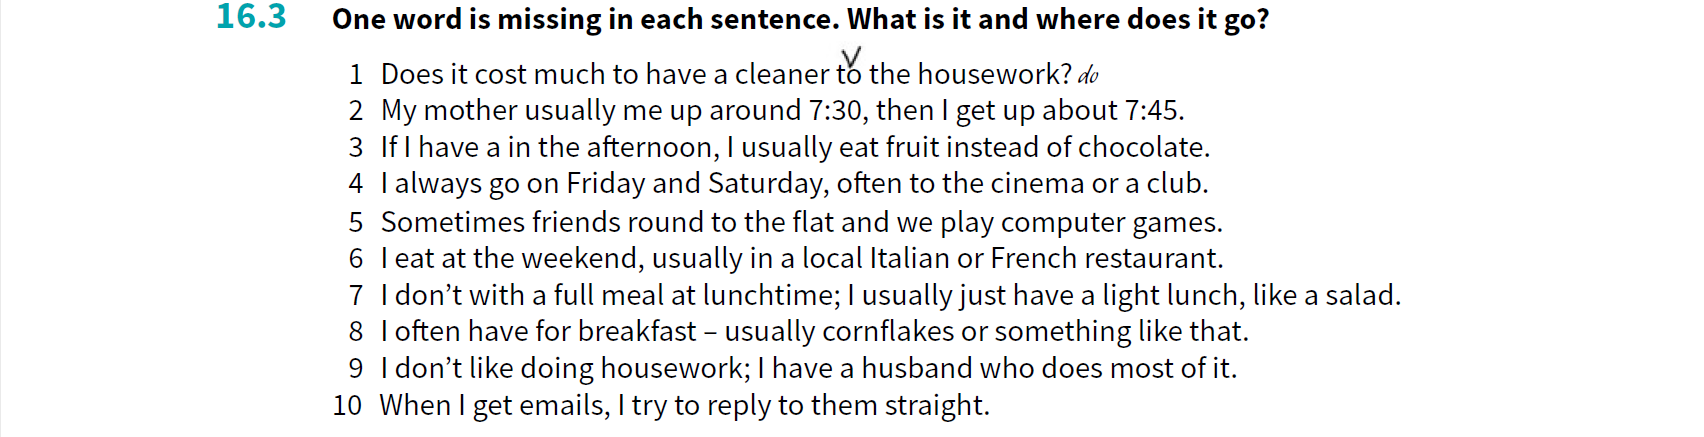 16.3 One word is missing in each sentence. What is it and where does it go?
1 Does it cost much to have a cleaner to the housework? do
2 My mother usually me up around 7:30, then I get up about 7:45.
3 If I have a in the afternoon, I usually eat fruit instead of chocolate.
4 I always go on Friday and Saturday, often to the cinema or a club.
5 Sometimes friends round to the flat and we play computer games.
6 I eat at the weekend, usually in a local Italian or French restaurant.
7 I don’t with a full meal at lunchtime; I usually just have a light lunch, like a salad.
8 I often have for breakfast – usually cornflakes or something like that.
9 I don’t like doing housework; I have a husband who does most of it.
10 When I get emails, I try to reply to them straight.